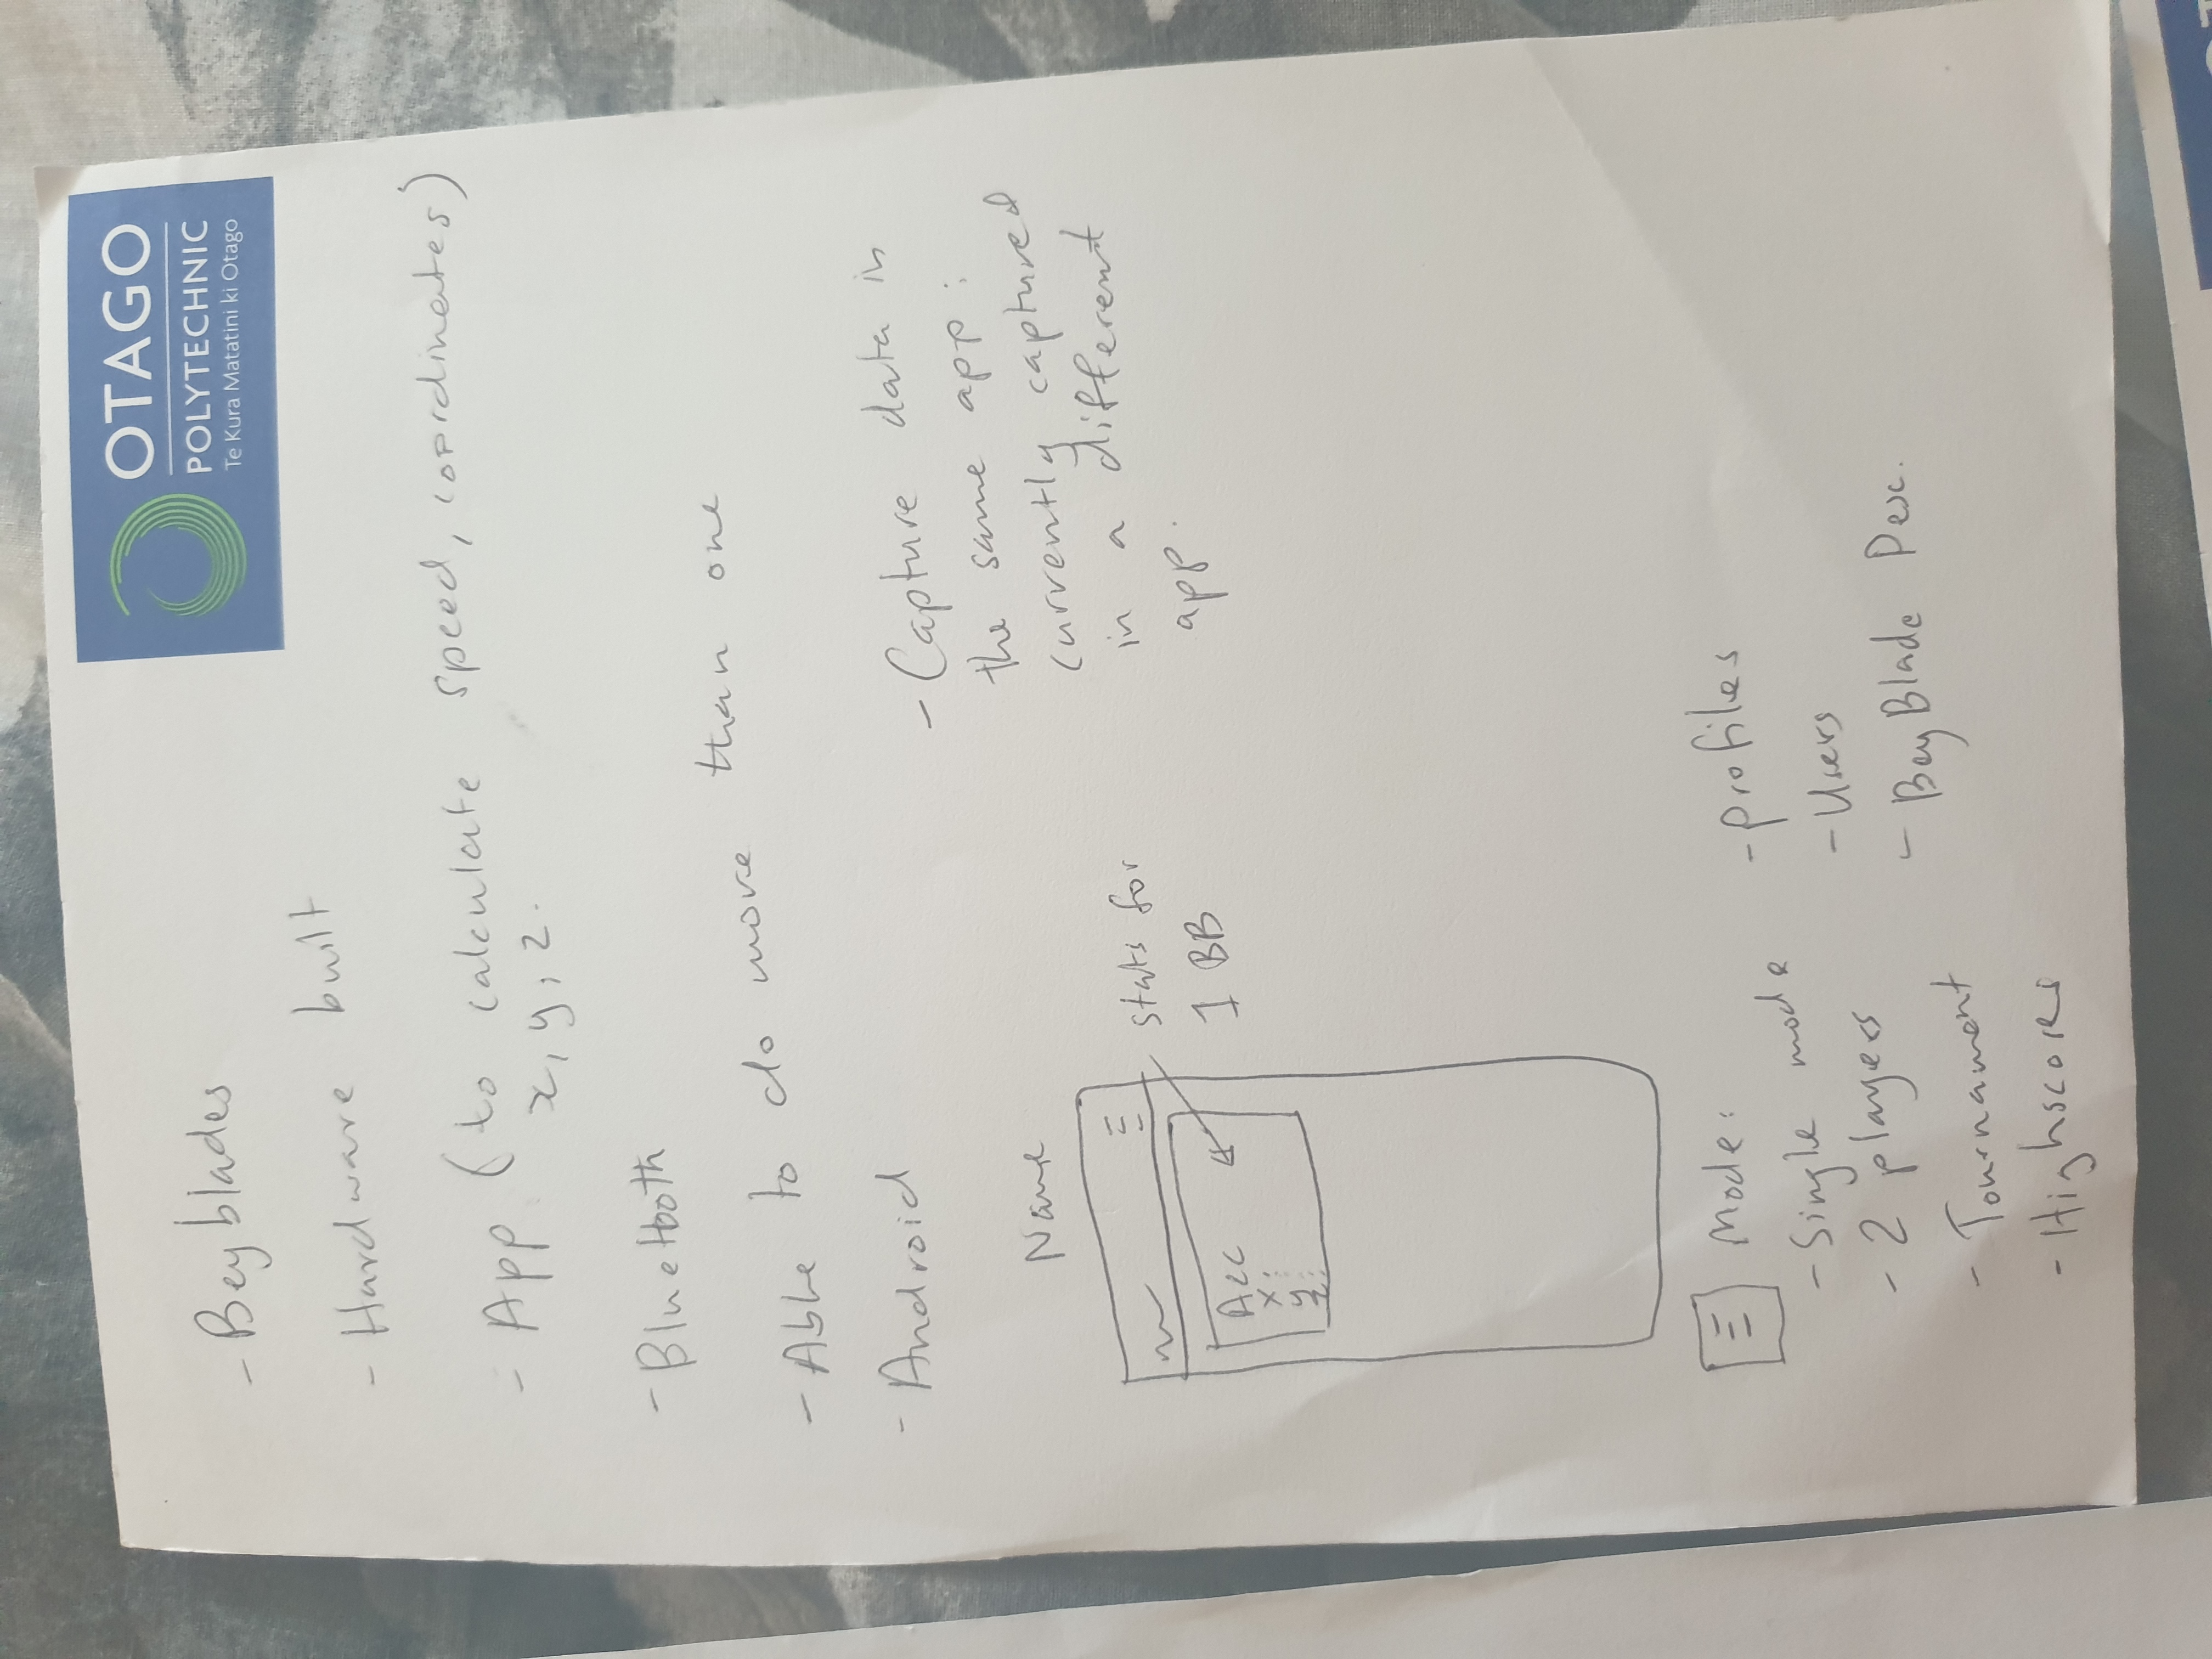 OTAGO
POLYTECHNIC
Te Kura Matatini ki Otago
- Beyblades
- Hardware built
- App (to calculate speed, coordinates)
x, y, z.
- Bluetooth
- Able to do more than one
- Android
- Capture data in
the same app;
currently captured
in a different
app.
Name
stats for
1 BB
Acc
x:
y:
z:
Mode:
- Single mode
- 2 players
- Tournament
- Highscores
- profiles
- Users
- BeyBlade Desc.